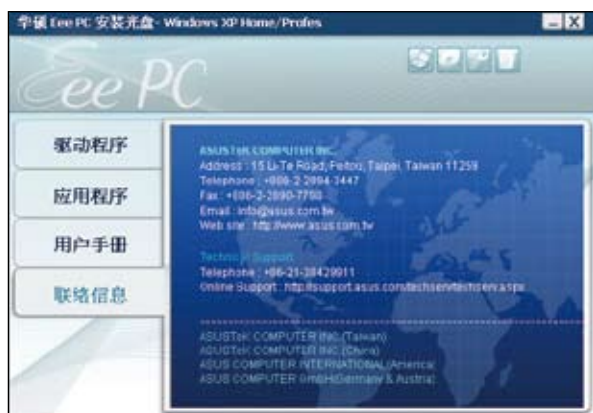 华硕 Eee PC 安装光盘- Windows XP Home/Profes
Eee PC
驱动程序
应用程序
用户手册
联络信息
ASUSTeK COMPUTER INC.
Address : 15 Li-Te Road, Peitou, Taipei, Taiwan 11259
Telephone : +886-2-2894-3447
Fax : +886-2-2890-7798
Email : info@asus.com.tw
Web site : http://www.asus.com.tw
Technical Support
Telephone : +86-21-38429911
Online Support : http://support.asus.com/techserv/techserv.aspx
ASUSTeK COMPUTER INC.(Taiwan)
ASUSTeK COMPUTER INC.(China)
ASUS COMPUTER INTERNATIONAL(America)
ASUS COMPUTER GmbH(Germany & Austria)